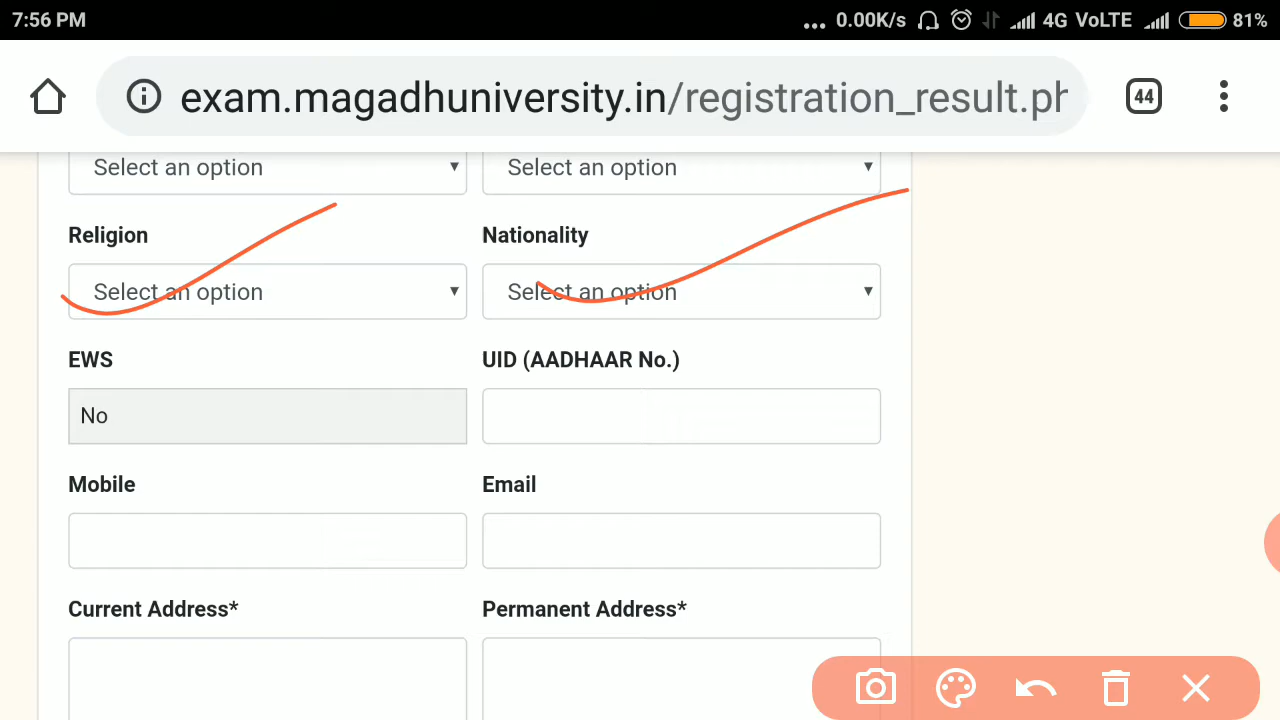 7:56 PM ... 0.00K/s 4G VoLTE 81%
exam.magadhuniversity.in/registration_result.ph 44
Select an option Select an option
Religion Nationality
Select an option Select an option
EWS UID (AADHAAR No.)
No
Mobile Email
Current Address* Permanent Address*